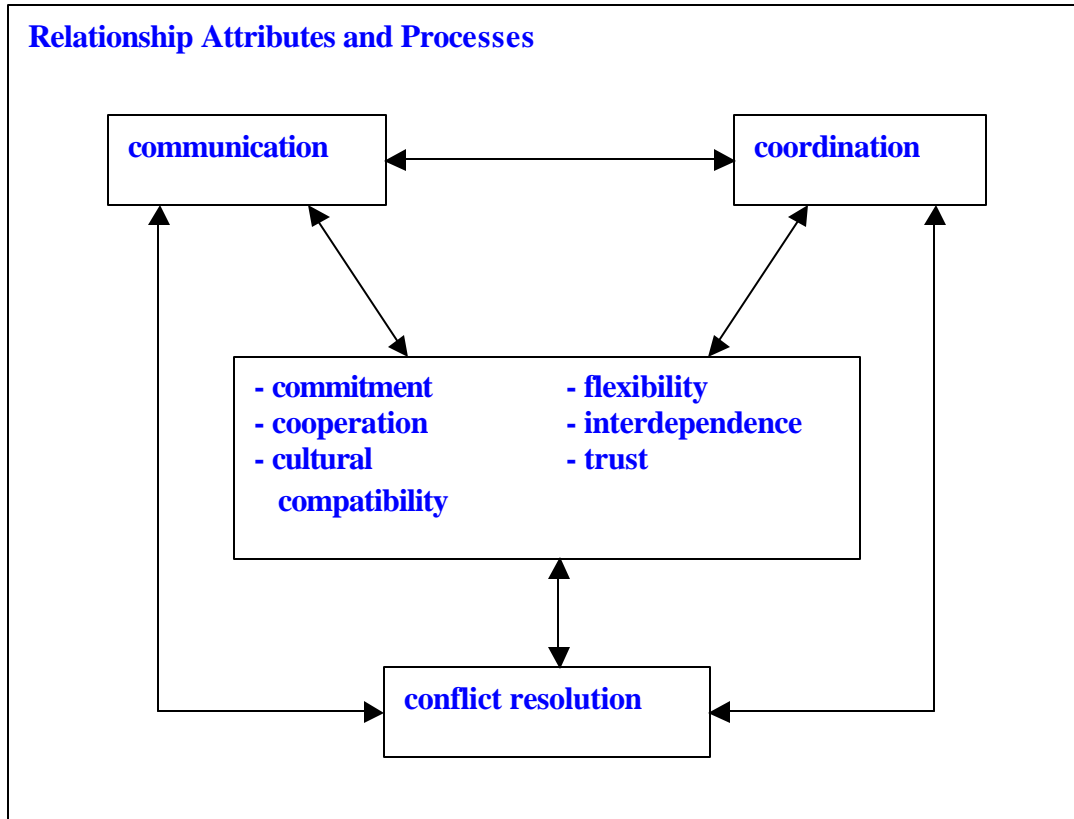 Relationship Attributes and Processes
communication
coordination
- commitment
- cooperation
- cultural
compatibility
- flexibility
- interdependence
- trust
conflict resolution